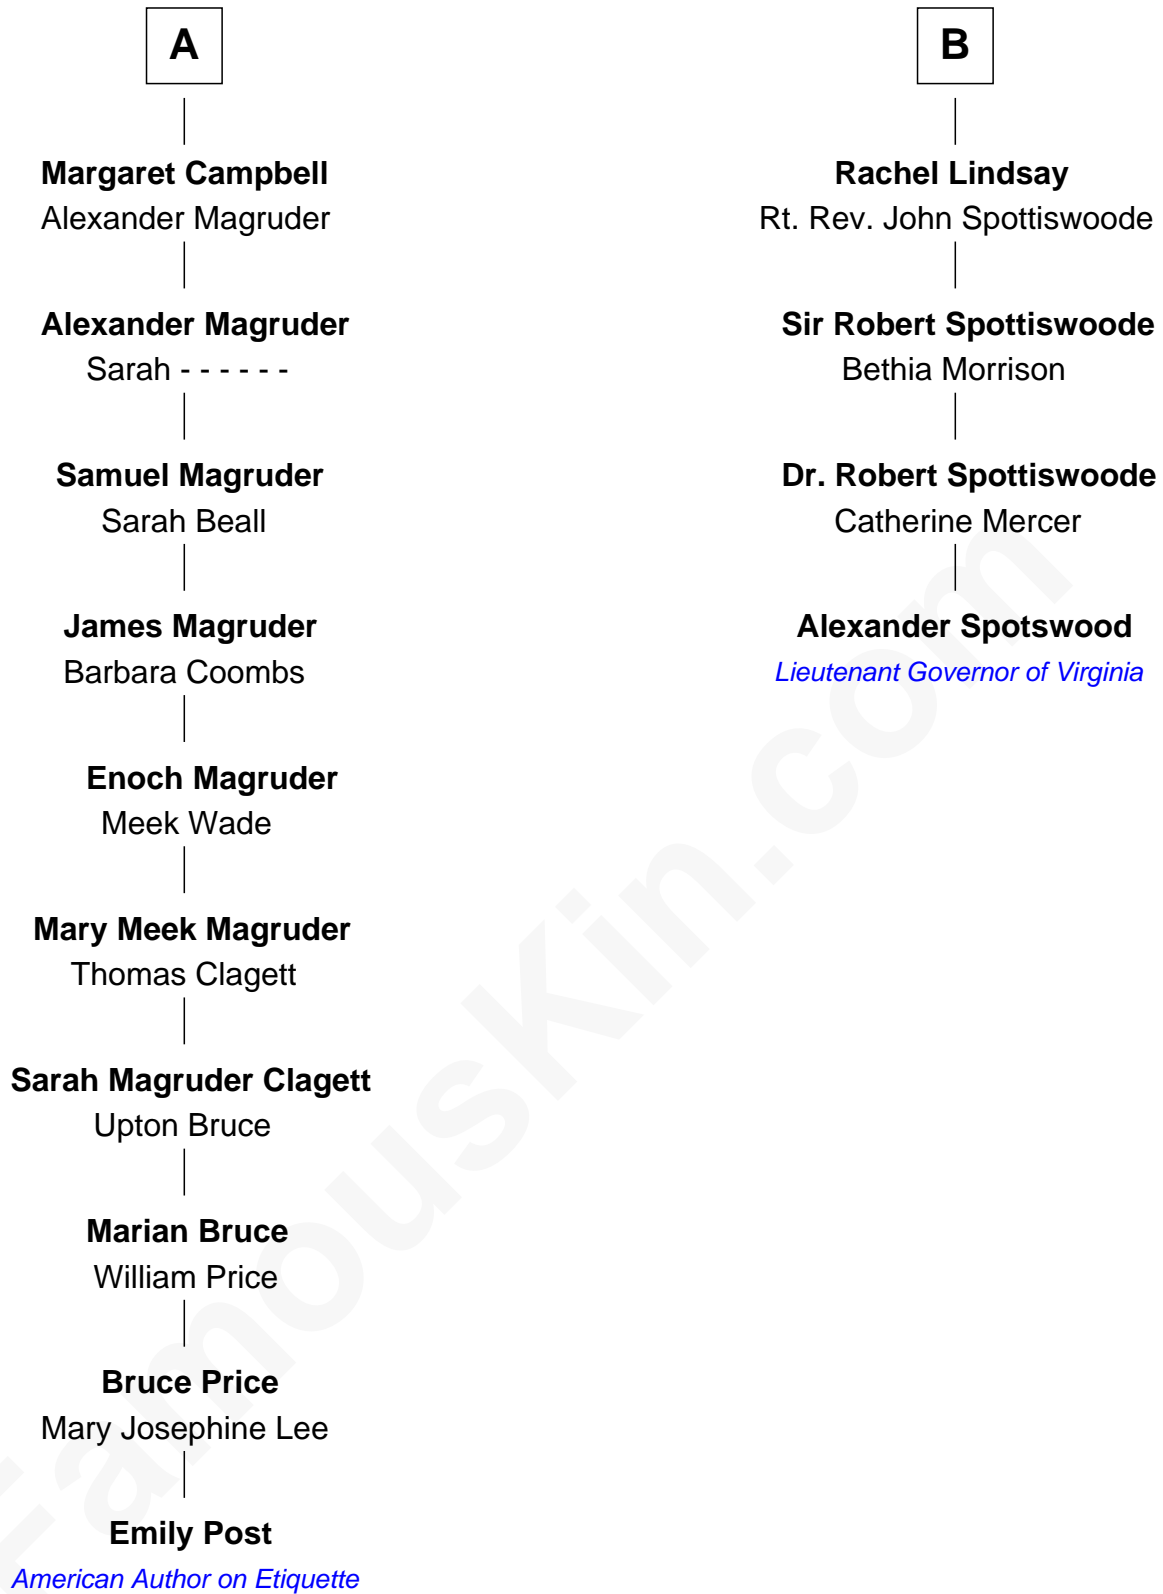 A
Margaret Campbell
Alexander Magruder
Alexander Magruder
Sarah - - - - - -
Samuel Magruder
Sarah Beall
James Magruder
Barbara Coombs
Enoch Magruder
Meek Wade
Mary Meek Magruder
Thomas Clagett
Sarah Magruder Clagett
Upton Bruce
Marian Bruce
William Price
Bruce Price
Mary Josephine Lee
Emily Post
American Author on Etiquette
B
Rachel Lindsay
Rt. Rev. John Spottiswoode
Sir Robert Spottiswoode
Bethia Morrison
Dr. Robert Spottiswoode
Catherine Mercer
Alexander Spotswood
Lieutenant Governor of Virginia
FamousKin.com